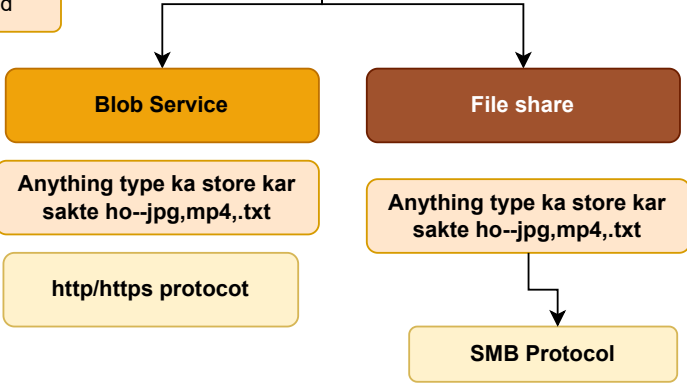 Blob Service
File share
Anything type ka store kar
sakte ho--jpg,mp4,.txt
Anything type ka store kar
sakte ho--jpg,mp4,.txt
http/https protocot
SMB Protocol